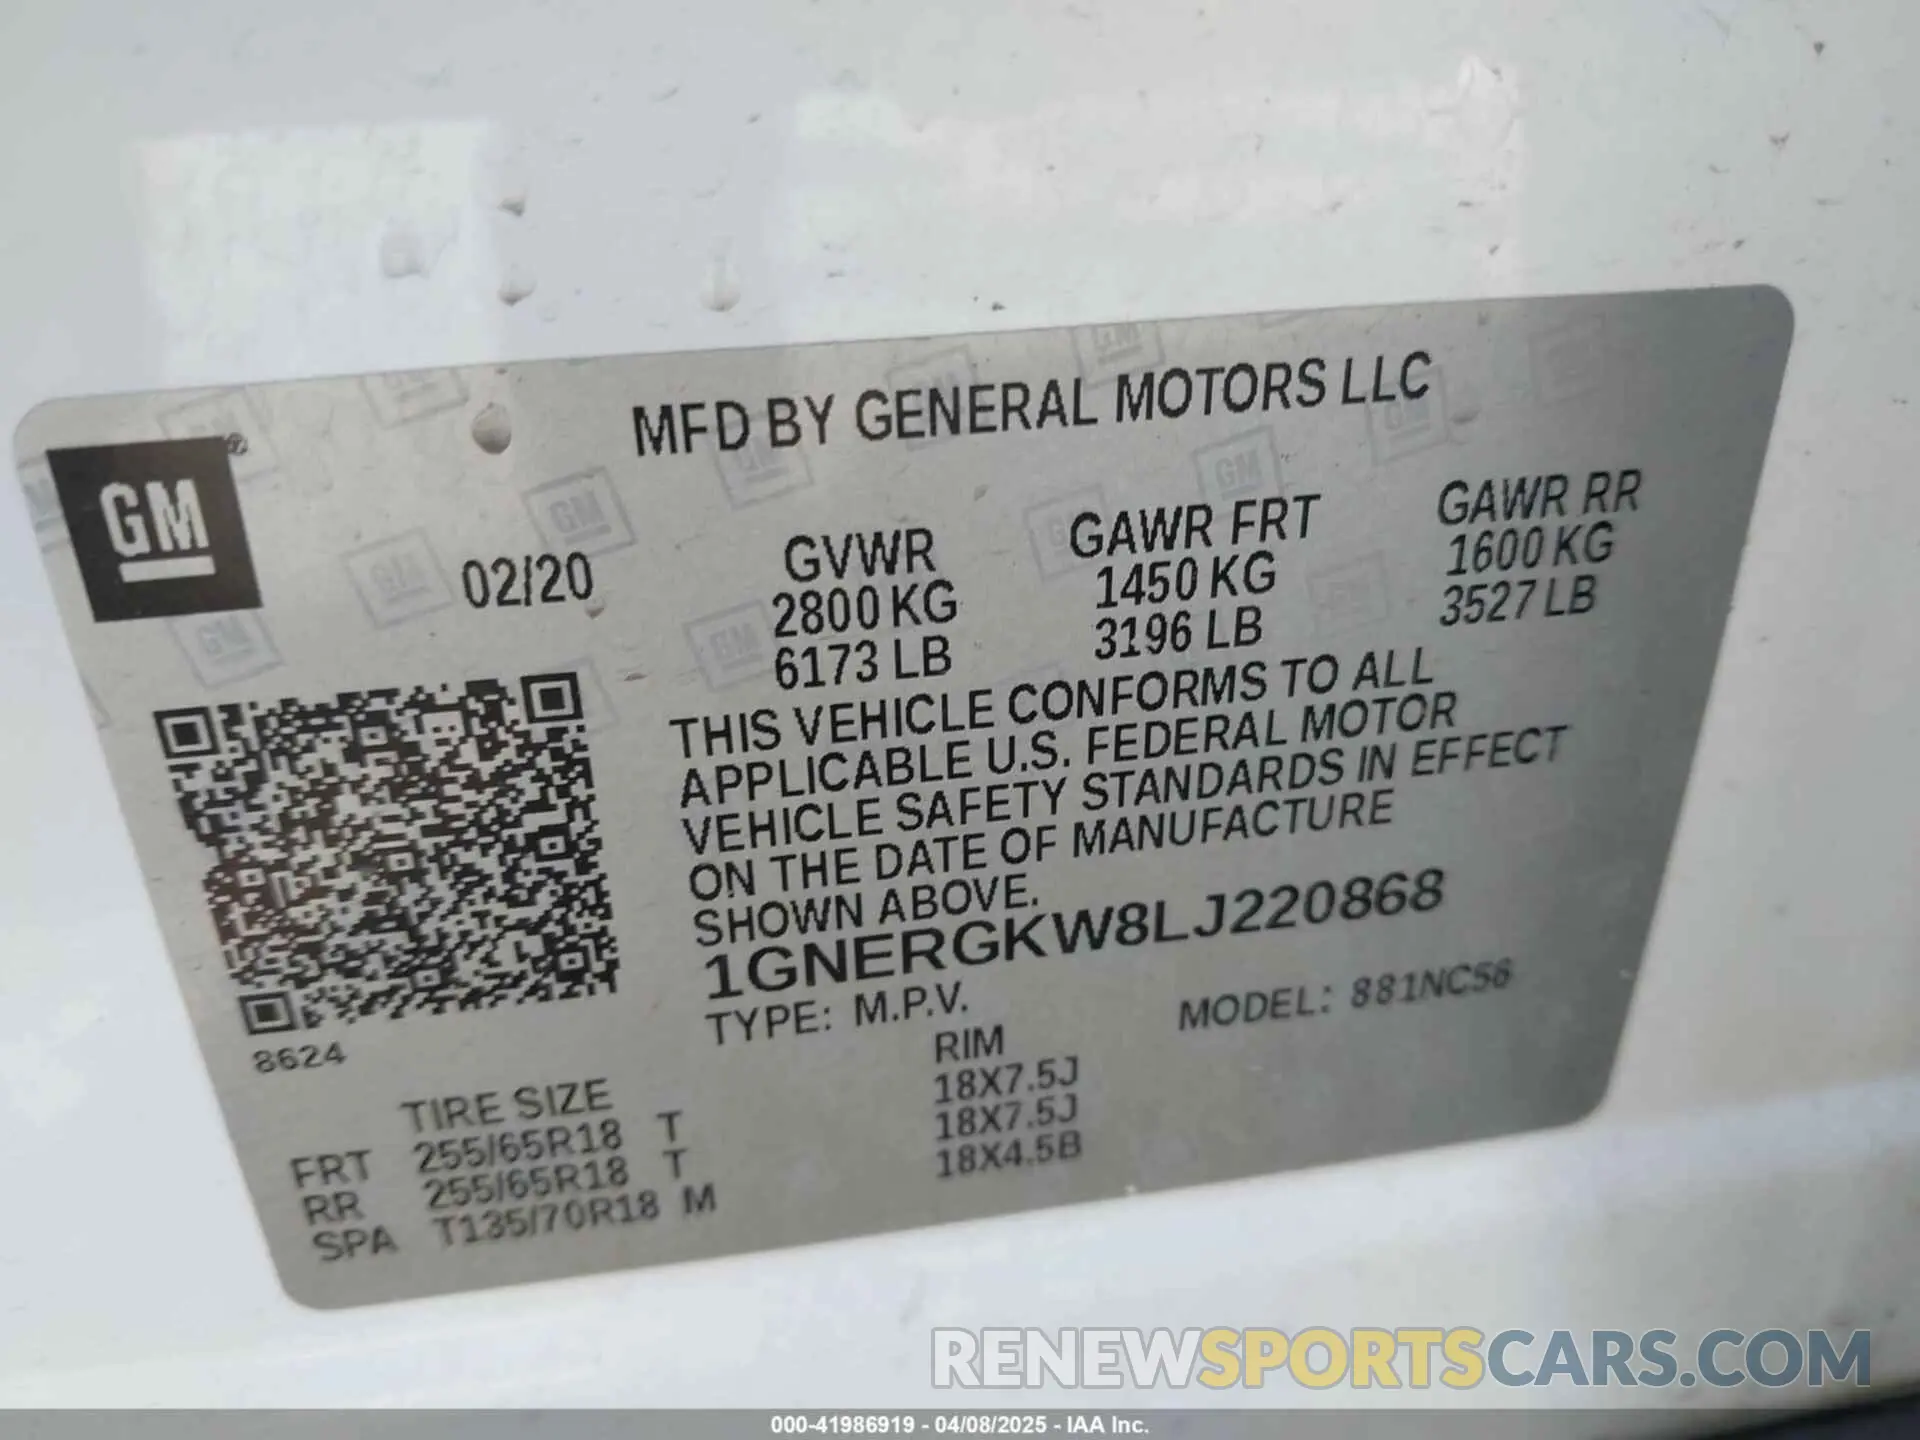 MFD BY GENERAL MOTORS LLC
GM
02/20
GVWR
2800 KG
6173 LB
GAWR FRT
1450 KG
3196 LB
GAWR RR
1600 KG
3527 LB
THIS VEHICLE CONFORMS TO ALL
APPLICABLE U.S. FEDERAL MOTOR
VEHICLE SAFETY STANDARDS IN EFFECT
ON THE DATE OF MANUFACTURE
SHOWN ABOVE.
1GNERGKW8LJ220868
TYPE: M.P.V.
MODEL: 881NC56
8624
TIRE SIZE RIM
FRT 255/65R18 T 18X7.5J
RR 255/65R18 T 18X7.5J
SPA T135/70R18 M 18X4.5B
RENEWSPORTSCARS.COM
000-41986919 - 04/08/2025 - IAA Inc.